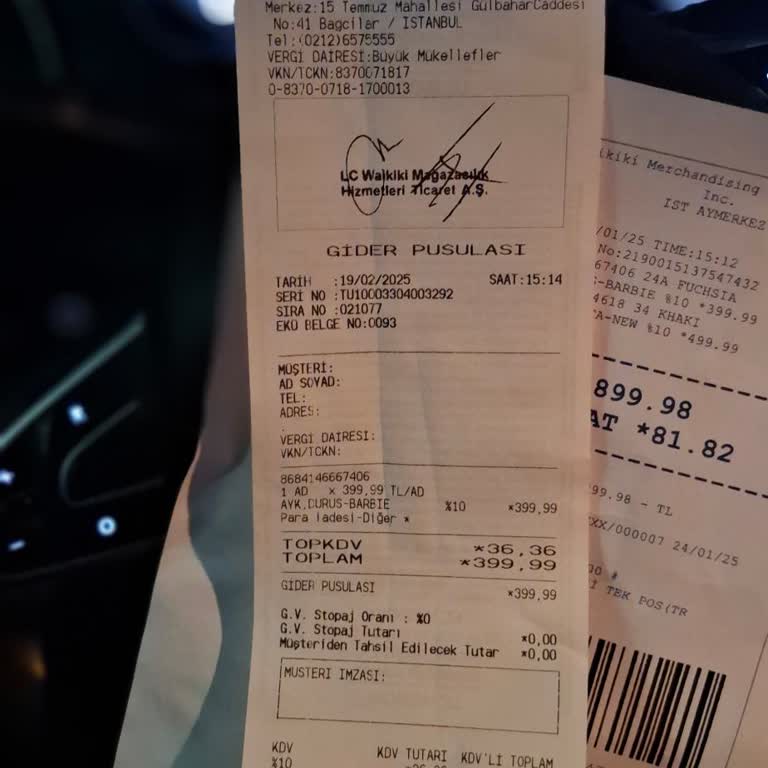 Merkez:15 Temmuz Mahallesi GülbaharCaddesi
No:41 Bagcilar / ISTANBUL
Tel:(0212)6575555
VERGİ DAİRESİ:Büyük Mükellefler
VKN/TCKN:8370071817
0-8370-0718-1700013
LC Waikiki Mağazacılık
Hizmetleri Ticaret A.Ş.
GİDER PUSULASI
TARİH :19/02/2025 SAAT:15:14
SERİ NO :TU10003304003292
SIRA NO :021077
EKÜ BELGE NO:0093
MÜŞTERİ:
AD SOYAD:
TEL:
ADRES:
.
VERGİ DAİRESİ:
VKN/TCKN:
8684146667406
1 AD x 399,99 TL/AD
AYK.DURUS-BARBIE %10 *399,99
Para İadesi-Diğer *
TOPKDV *36,36
TOPLAM *399,99
GİDER PUSULASI *399,99
G.V. Stopaj Oranı : %0
G.V. Stopaj Tutarı *0,00
Müşteriden Tahsil Edilecek Tutar *0,00
MÜŞTERİ İMZASI:
KDV KDV TUTARI KDV'Lİ TOPLAM
%10
ikiki Merchandising
Inc.
IST AYMERKEZ
/01/25 TIME:15:12
No:2190015137547432
67406 24A FUCHSIA
-BARBIE %10 *399.99
4618 34 KHAKI
A-NEW %10 *499.99
899.98
AT *81.82
99.98 - TL
XX/000007 24/01/25
00 #
İ TEK POS(TR